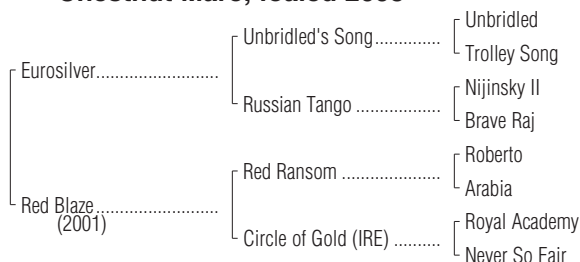 Chestnut Mare, foaled
Unbridled
Unbridled's Song..............
Trolley Song
Eurosilver..........................
Nijinsky II
Russian Tango .................
Brave Raj
Roberto
Red Ransom ....................
Arabia
Red Blaze..........................
(2001)
Royal Academy
Circle of Gold (IRE) ..........
Never So Fair